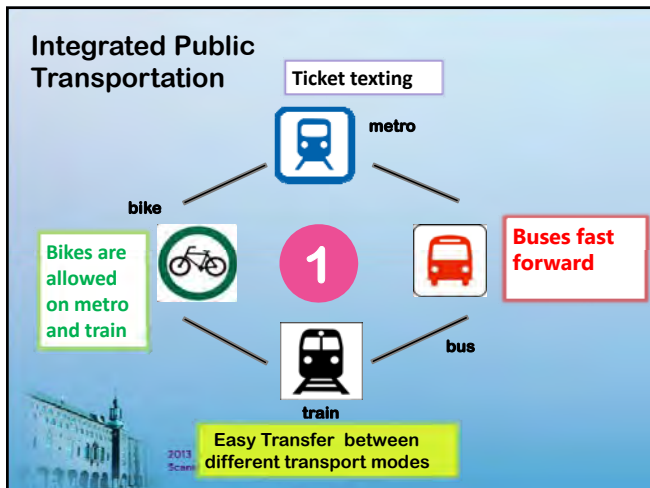 Integrated Public
Transportation
Ticket texting
metro
bike
Bikes are
allowed
on metro
and train
1
Buses fast
forward
bus
train
2013
Easy Transfer between
different transport modes